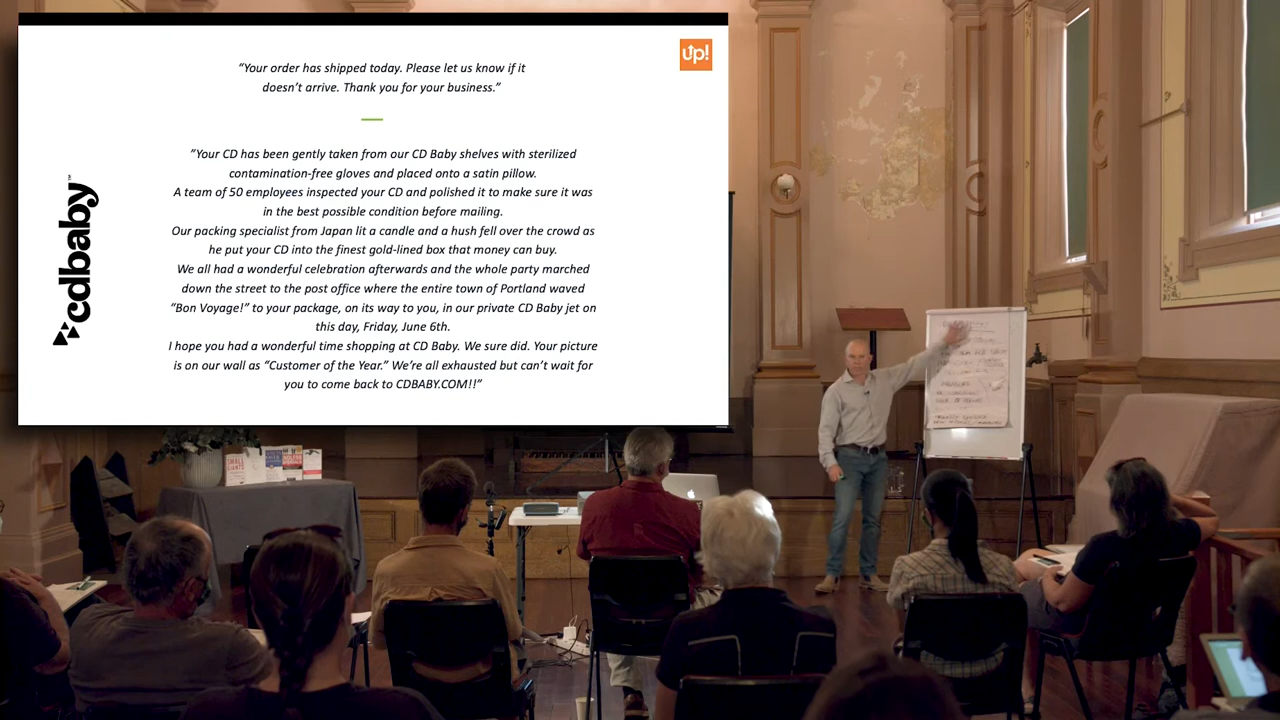 up!
“Your order has shipped today. Please let us know if it
doesn’t arrive. Thank you for your business.”
”Your CD has been gently taken from our CD Baby shelves with sterilized
contamination-free gloves and placed onto a satin pillow.
A team of 50 employees inspected your CD and polished it to make sure it was
in the best possible condition before mailing.
Our packing specialist from Japan lit a candle and a hush fell over the crowd as
he put your CD into the finest gold-lined box that money can buy.
We all had a wonderful celebration afterwards and the whole party marched
down the street to the post office where the entire town of Portland waved
“Bon Voyage!” to your package, on its way to you, in our private CD Baby jet on
this day, Friday, June 6th.
I hope you had a wonderful time shopping at CD Baby. We sure did. Your picture
is on our wall as “Customer of the Year.” We’re all exhausted but can’t wait for
you to come back to CDBABY.COM!!”
cdbaby™
SMALL
GIANTS